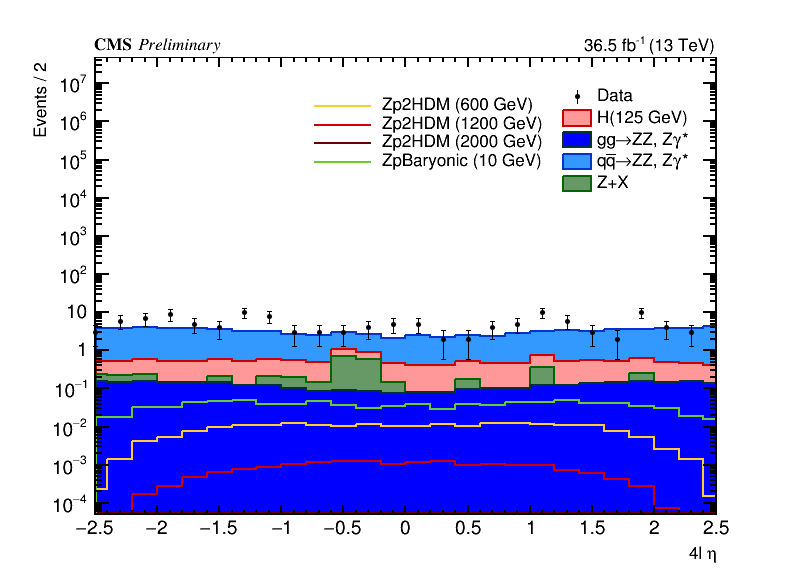 CMS Preliminary 36.5 fb⁻¹ (13 TeV)
Events / 2
10⁷
10⁶
10⁵
10⁴
10³
10²
10
1
10⁻¹
10⁻²
10⁻³
10⁻⁴
Zp2HDM (600 GeV)
Zp2HDM (1200 GeV)
Zp2HDM (2000 GeV)
ZpBaryonic (10 GeV)
Data
H(125 GeV)
gg→ZZ, Zγ*
qq̅→ZZ, Zγ*
Z+X
−2.5 −2 −1.5 −1 −0.5 0 0.5 1 1.5 2 2.5
4l η